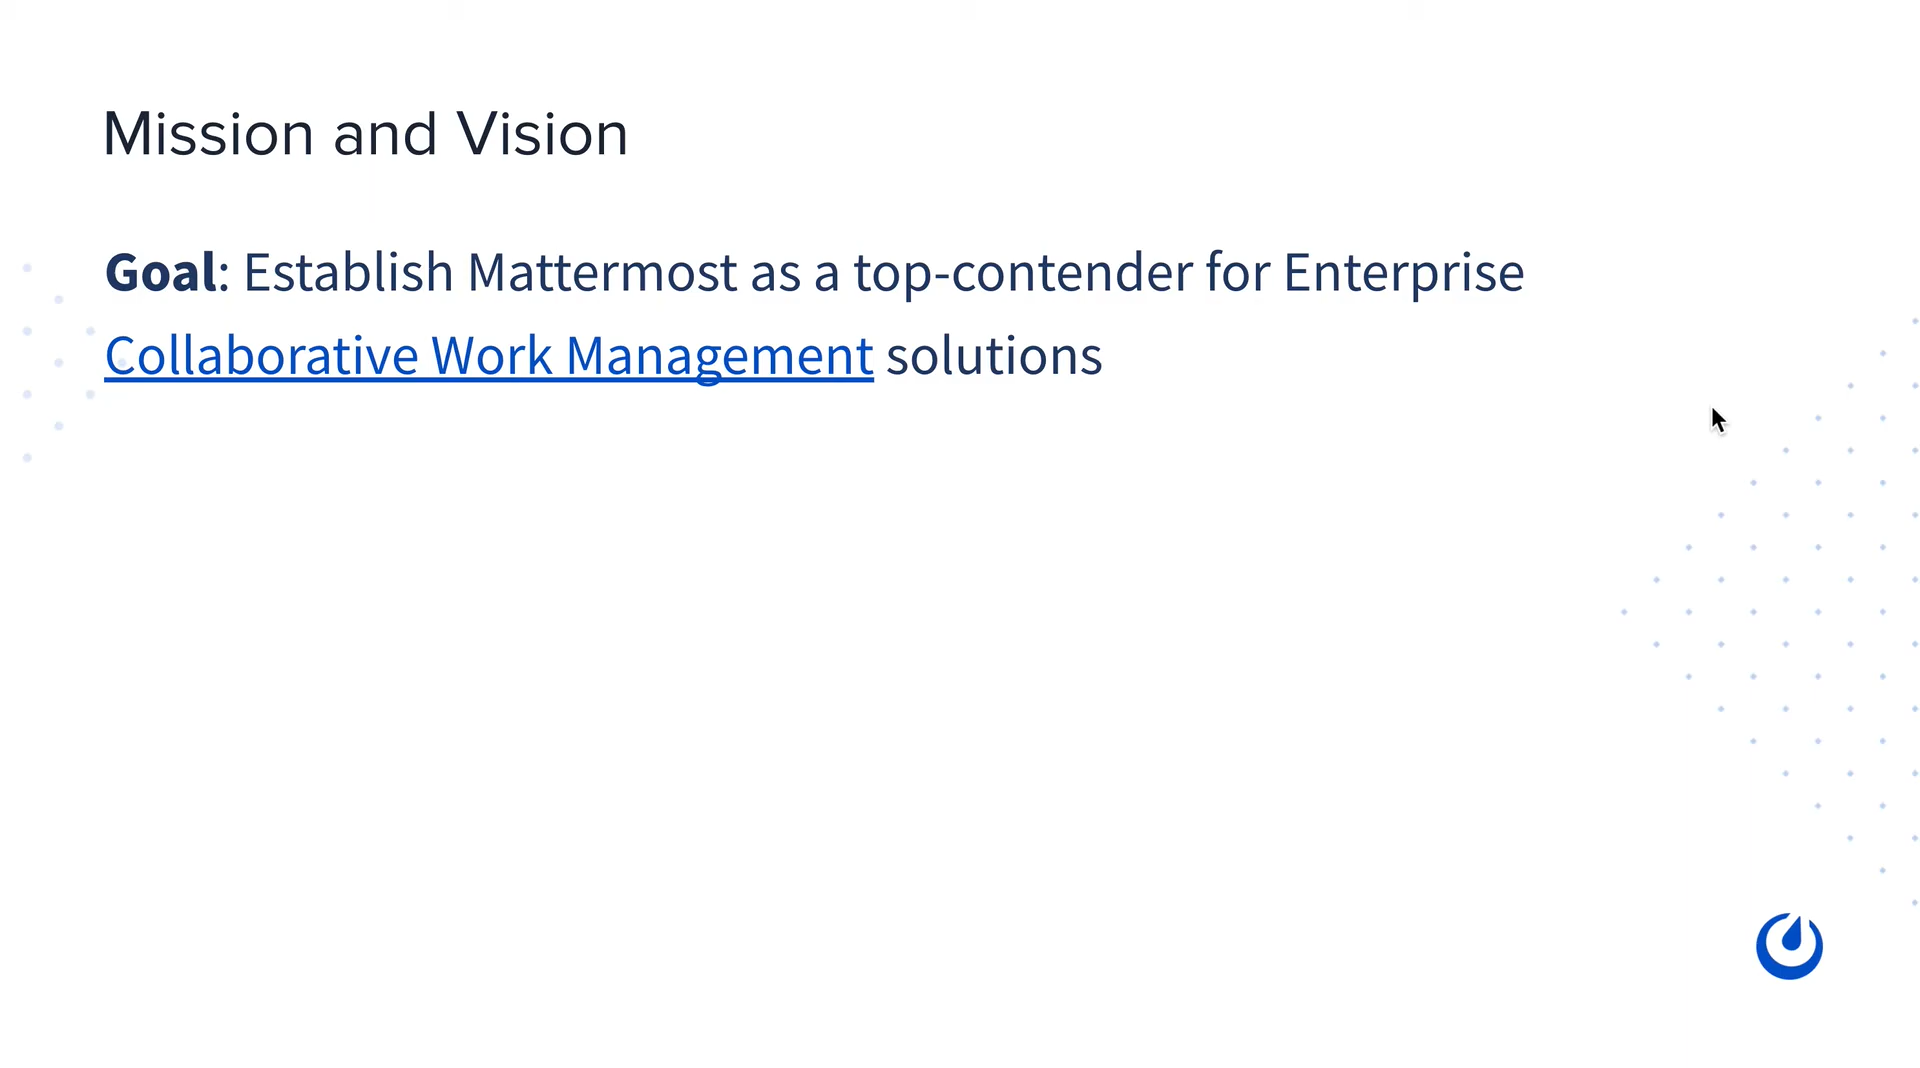 Mission and Vision
Goal: Establish Mattermost as a top-contender for Enterprise
Collaborative Work Management solutions